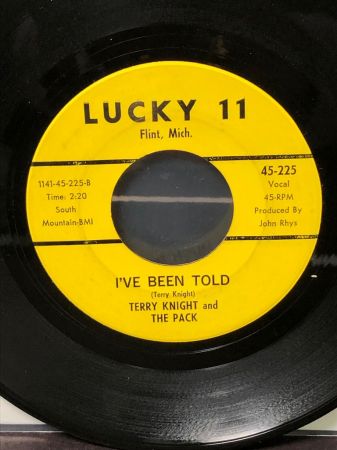 LUCKY 11
Flint, Mich.
1141-45-225-B
Time: 2:20
South
Mountain-BMI
45-225
Vocal
45-RPM
Produced By
John Rhys
I'VE BEEN TOLD
(Terry Knight)
TERRY KNIGHT and
THE PACK